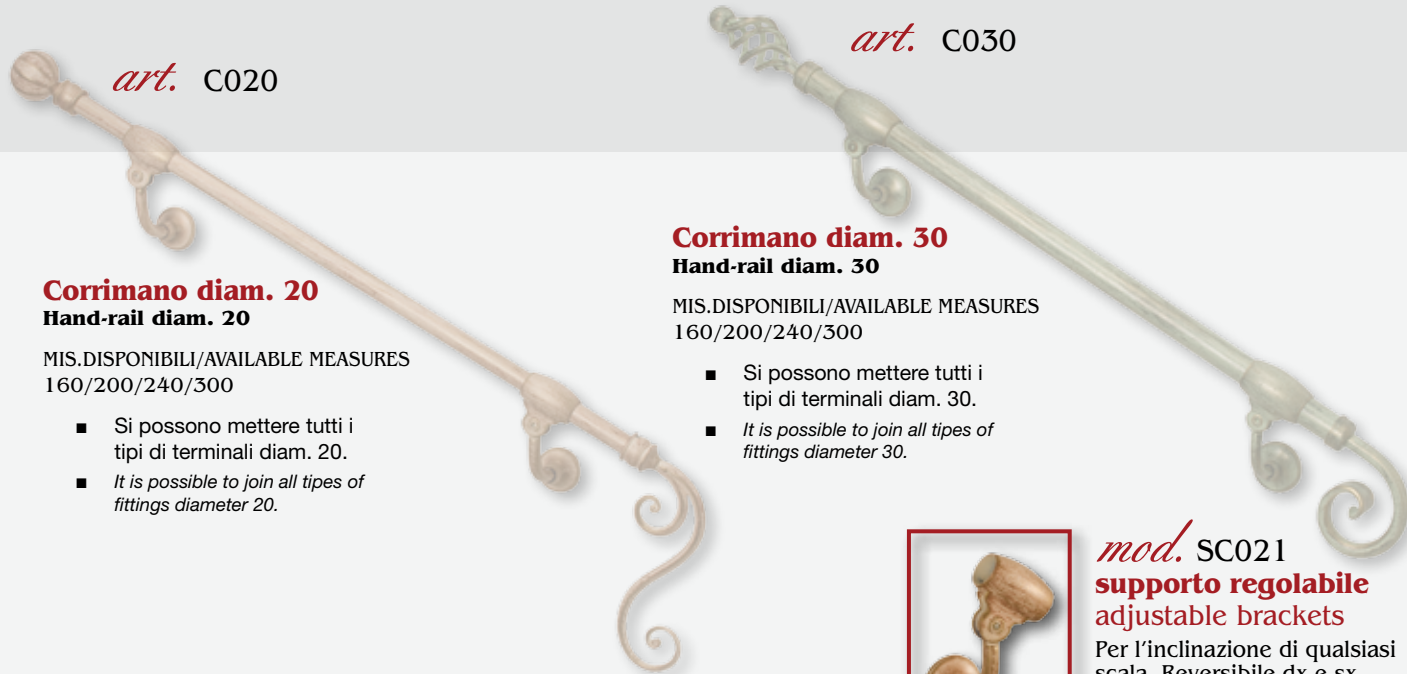 art. C020
Corrimano diam. 20
Hand-rail diam. 20
MIS.DISPONIBILI/AVAILABLE MEASURES
160/200/240/300
■ Si possono mettere tutti i
tipi di terminali diam. 20.
■ It is possible to join all tipes of
fittings diameter 20.
art. C030
Corrimano diam. 30
Hand-rail diam. 30
MIS.DISPONIBILI/AVAILABLE MEASURES
160/200/240/300
■ Si possono mettere tutti i
tipi di terminali diam. 30.
■ It is possible to join all tipes of
fittings diameter 30.
mod. SC021
supporto regolabile
adjustable brackets
Per l'inclinazione di qualsiasi
scala. Reversibile dx e sx